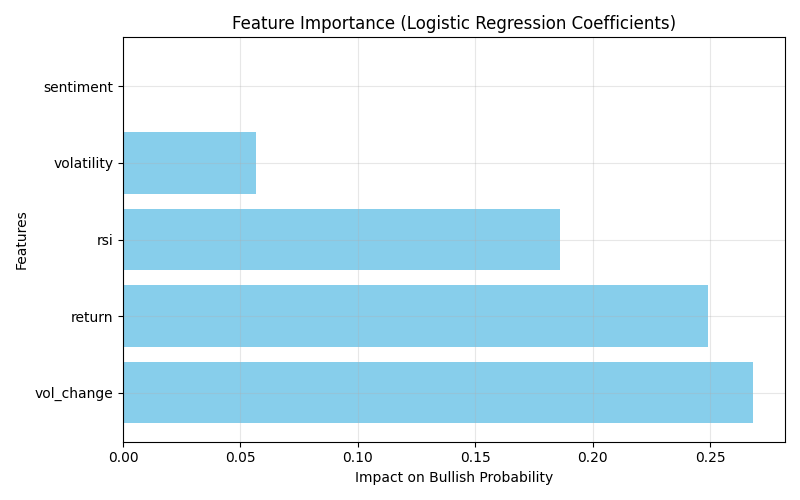 Feature Importance (Logistic Regression Coefficients)
sentiment
volatility
rsi
return
vol_change
Features
0.00 0.05 0.10 0.15 0.20 0.25
Impact on Bullish Probability